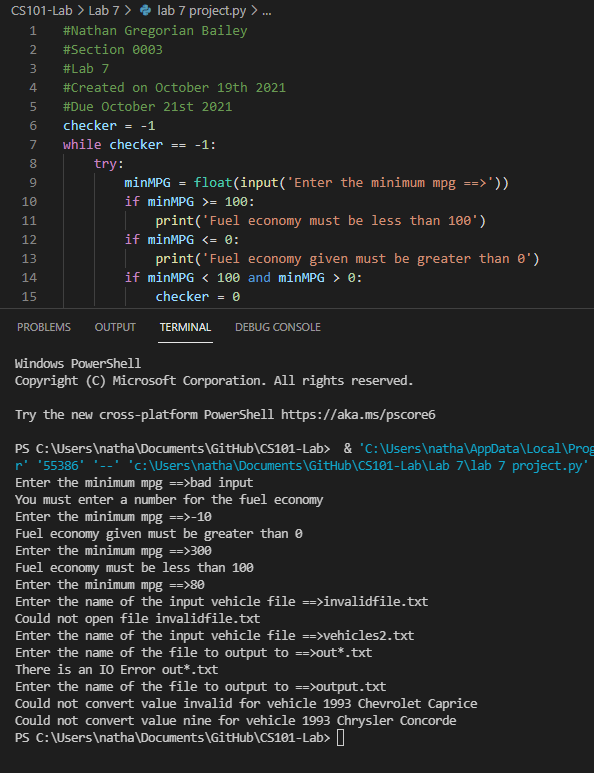 CS101-Lab > Lab 7 > lab 7 project.py > ...
1 #Nathan Gregorian Bailey
2 #Section 0003
3 #Lab 7
4 #Created on October 19th 2021
5 #Due October 21st 2021
6 checker = -1
7 while checker == -1:
8 try:
9 minMPG = float(input('Enter the minimum mpg ==>'))
10 if minMPG >= 100:
11 print('Fuel economy must be less than 100')
12 if minMPG <= 0:
13 print('Fuel economy given must be greater than 0')
14 if minMPG < 100 and minMPG > 0:
15 checker = 0
PROBLEMS OUTPUT TERMINAL DEBUG CONSOLE
Windows PowerShell
Copyright (C) Microsoft Corporation. All rights reserved.
Try the new cross-platform PowerShell https://aka.ms/pscore6
PS C:\Users\natha\Documents\GitHub\CS101-Lab> & 'C:\Users\natha\AppData\Local\Prog
r' '55386' '--' 'c:\Users\natha\Documents\GitHub\CS101-Lab\Lab 7\lab 7 project.py'
Enter the minimum mpg ==>bad input
You must enter a number for the fuel economy
Enter the minimum mpg ==>-10
Fuel economy given must be greater than 0
Enter the minimum mpg ==>300
Fuel economy must be less than 100
Enter the minimum mpg ==>80
Enter the name of the input vehicle file ==>invalidfile.txt
Could not open file invalidfile.txt
Enter the name of the input vehicle file ==>vehicles2.txt
Enter the name of the file to output to ==>out*.txt
There is an IO Error out*.txt
Enter the name of the file to output to ==>output.txt
Could not convert value invalid for vehicle 1993 Chevrolet Caprice
Could not convert value nine for vehicle 1993 Chrysler Concorde
PS C:\Users\natha\Documents\GitHub\CS101-Lab>